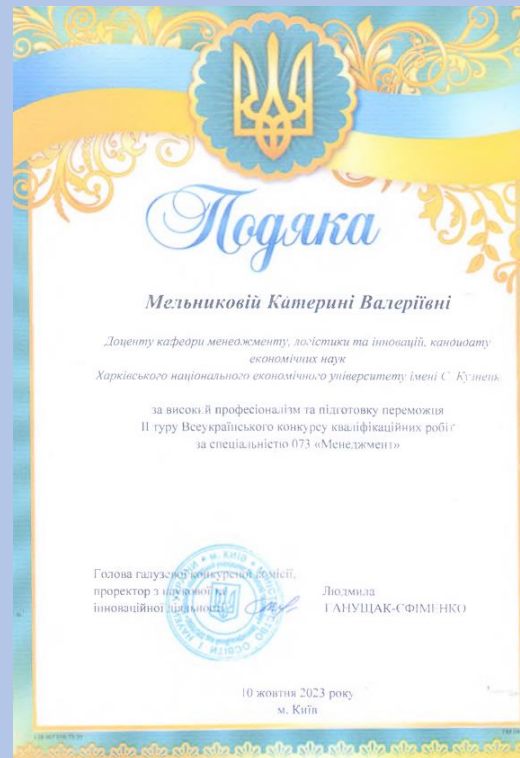 Подяка
Мельниковій Катерині Валеріївні
Доценту кафедри менеджменту, логістики та інновацій, кандидату
економічних наук
Харківського національного економічного університету імені С. Кузнеця
за високий професіоналізм та підготовку переможця
ІІ туру Всеукраїнського конкурсу кваліфікаційних робіт
за спеціальністю 073 «Менеджмент»
Голова галузевої конкурсної комісії,
проректор з наукової та
інноваційної діяльності
Людмила
ГАНУЩАК-ЄФІМЕНКО
10 жовтня 2023 року
м. Київ